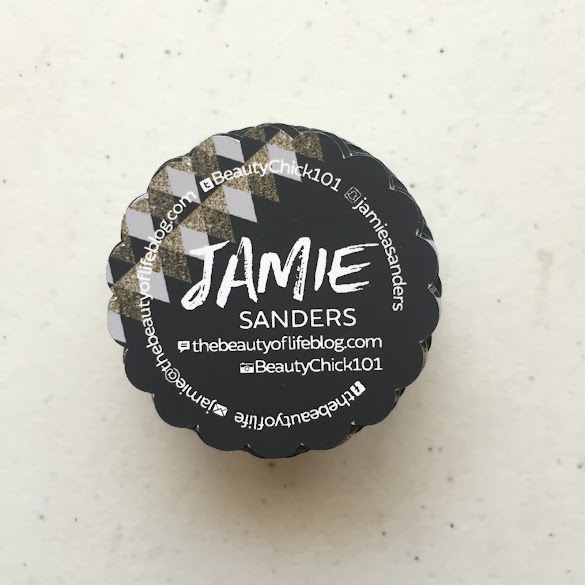 BeautyChick101
jamieasanders
JAMIE
SANDERS
thebeautyoflifeblog.com
BeautyChick101
thebeautyoflife
jamie@thebeautyoflifeblog.com